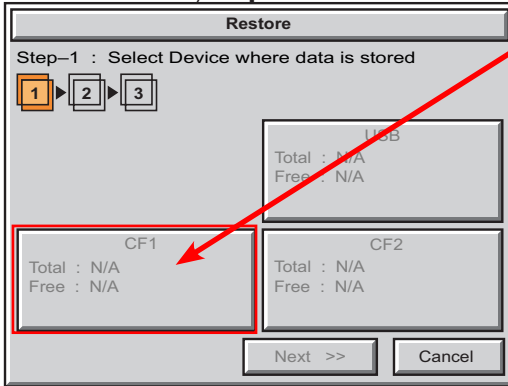 Restore
Step–1 : Select Device where data is stored
1 2 3
USB
Total : N/A
Free : N/A
CF1
Total : N/A
Free : N/A
CF2
Total : N/A
Free : N/A
Next >> Cancel